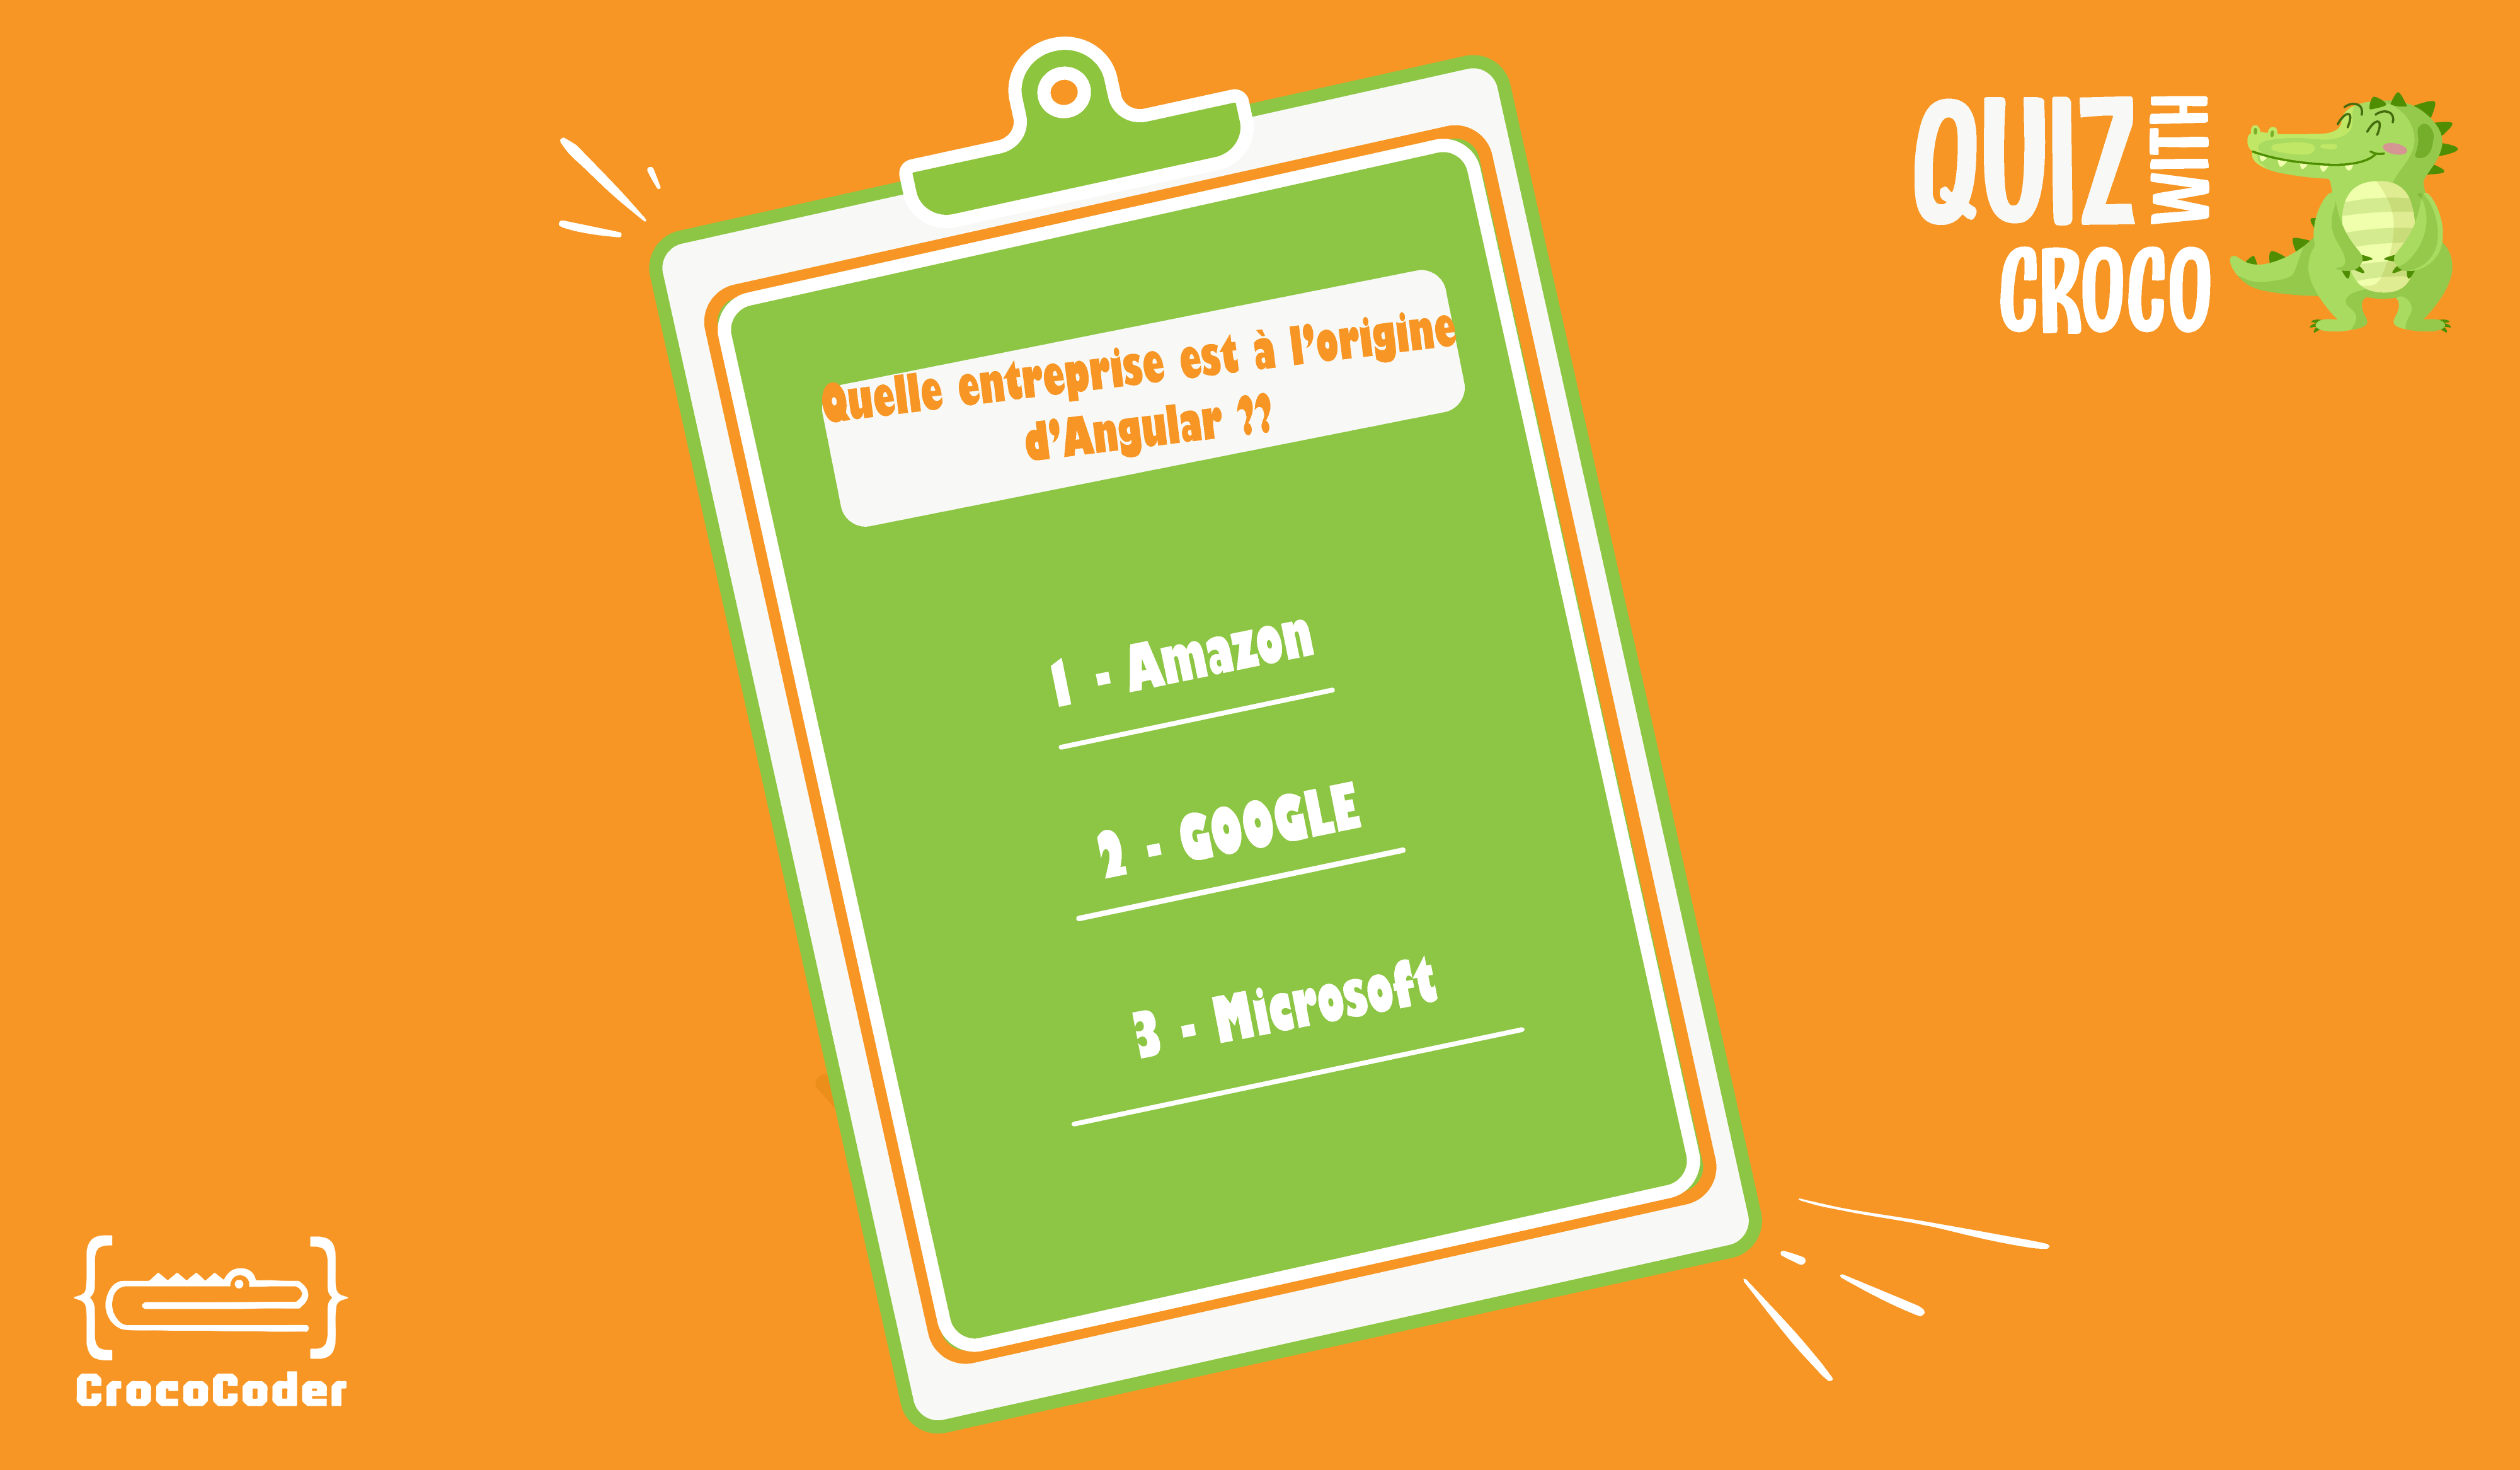 QUIZ WITH
CROCO
Quelle entreprise est à l'origine
d'Angular ??
1 - Amazon
2 - GOOGLE
3 - Microsoft
CrocoCoder